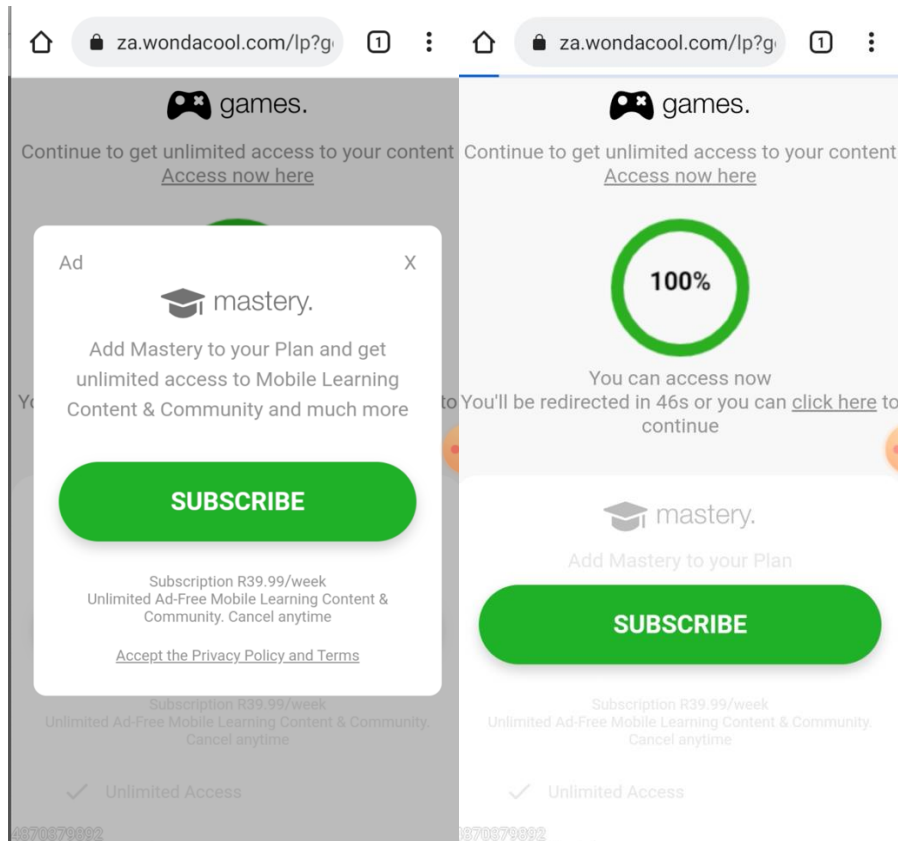 za.wondacool.com/lp?g
1
games.
Continue to get unlimited access to your content
Access now here
Ad
X
mastery.
Add Mastery to your Plan and get
unlimited access to Mobile Learning
Content & Community and much more
SUBSCRIBE
Subscription R39.99/week
Unlimited Ad-Free Mobile Learning Content &
Community. Cancel anytime
Accept the Privacy Policy and Terms
Subscription R39.99/week
Unlimited Ad-Free Mobile Learning Content & Community.
Cancel anytime
Unlimited Access
za.wondacool.com/lp?g
1
games.
Continue to get unlimited access to your content
Access now here
100%
You can access now
to You'll be redirected in 46s or you can click here to
continue
mastery.
Add Mastery to your Plan
SUBSCRIBE
Subscription R39.99/week
Unlimited Ad-Free Mobile Learning Content & Community.
Cancel anytime
Unlimited Access